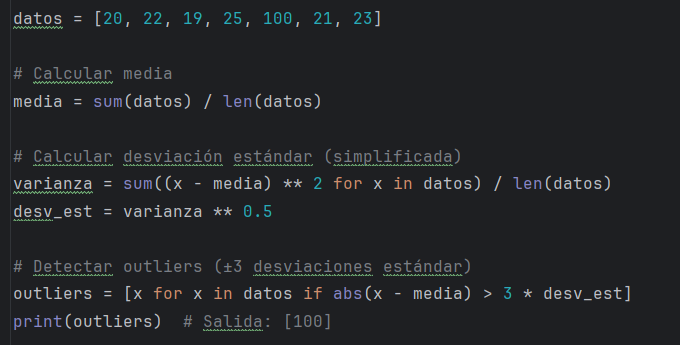 datos = [20, 22, 19, 25, 100, 21, 23]
# Calcular media
media = sum(datos) / len(datos)
# Calcular desviación estándar (simplificada)
varianza = sum((x - media) ** 2 for x in datos) / len(datos)
desv_est = varianza ** 0.5
# Detectar outliers (±3 desviaciones estándar)
outliers = [x for x in datos if abs(x - media) > 3 * desv_est]
print(outliers)  # Salida: [100]